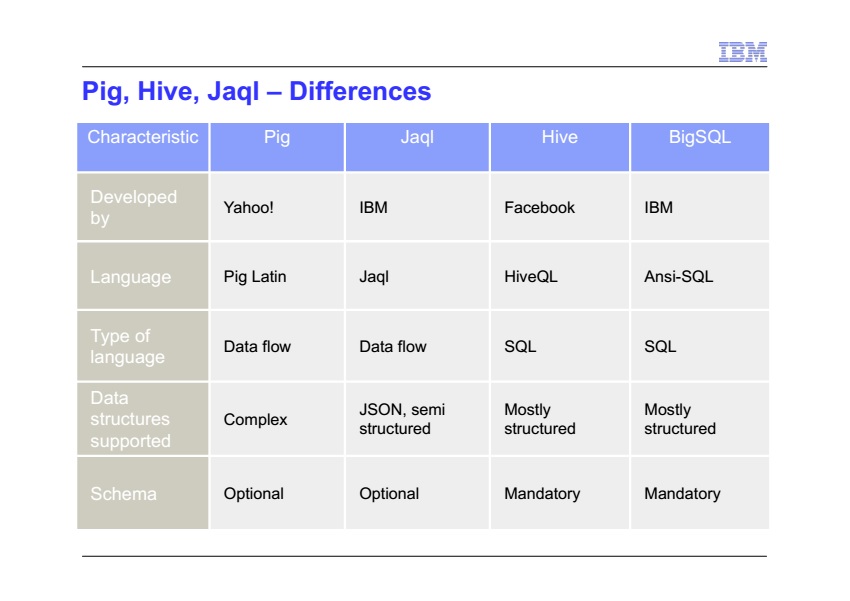 IBM
Pig, Hive, Jaql – Differences
Characteristic Pig Jaql Hive BigSQL
Developed
by
Yahoo! IBM Facebook IBM
Language Pig Latin Jaql HiveQL Ansi-SQL
Type of
language
Data flow Data flow SQL SQL
Data
structures
supported
Complex
JSON, semi
structured
Mostly
structured
Mostly
structured
Schema Optional Optional Mandatory Mandatory